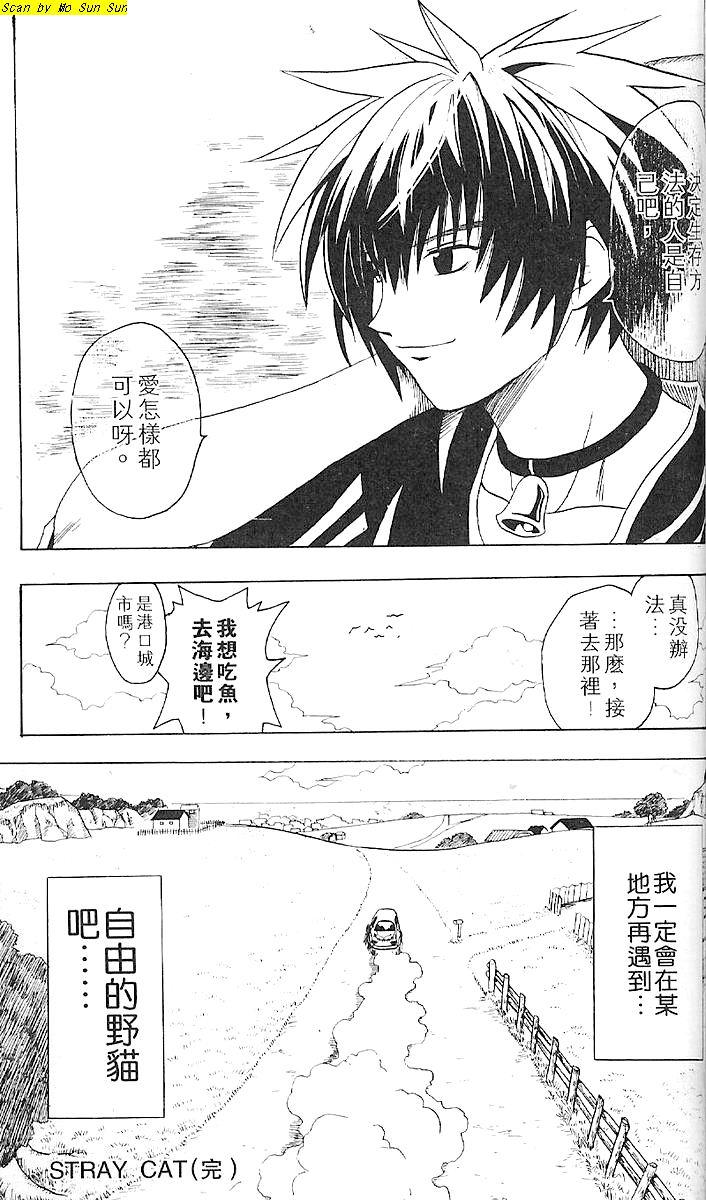 Scan by Mo Sun Sun
決定生存方
法的人是自
己吧，
愛怎樣都
可以呀。
真没辦
法…
…那麼，接
著去那裡！
我想吃魚，
去海邊吧！
是港口城
市嗎？
我一定會在某
地方再遇到…
自由的野貓
吧……
STRAY CAT(完)